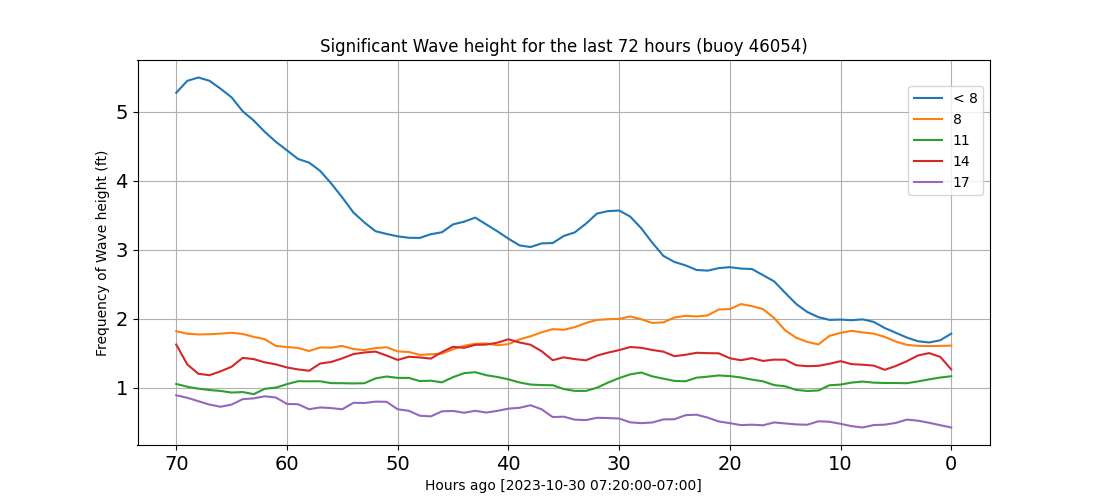 Significant Wave height for the last 72 hours (buoy 46054)
Frequency of Wave height (ft)
5
4
3
2
1
< 8
8
11
14
17
70 60 50 40 30 20 10 0
Hours ago [2023-10-30 07:20:00-07:00]